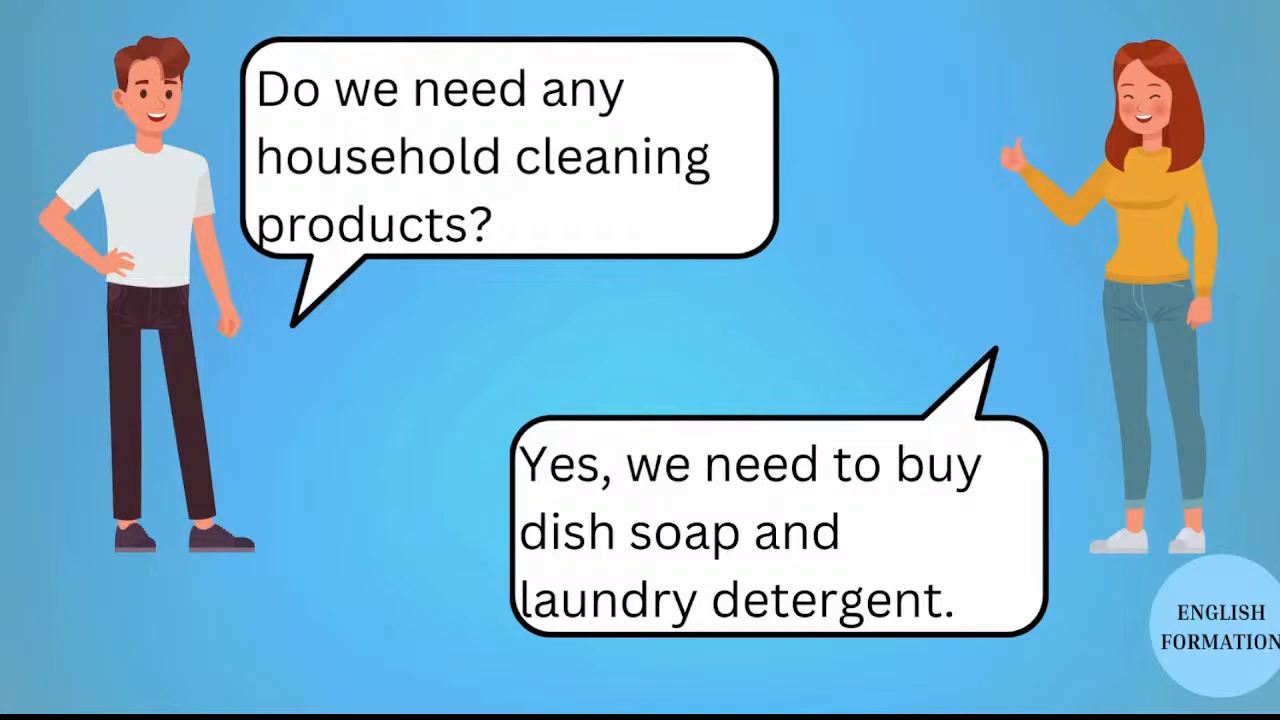 Do we need any
household cleaning
products?
Yes, we need to buy
dish soap and
laundry detergent.
ENGLISH
FORMATION